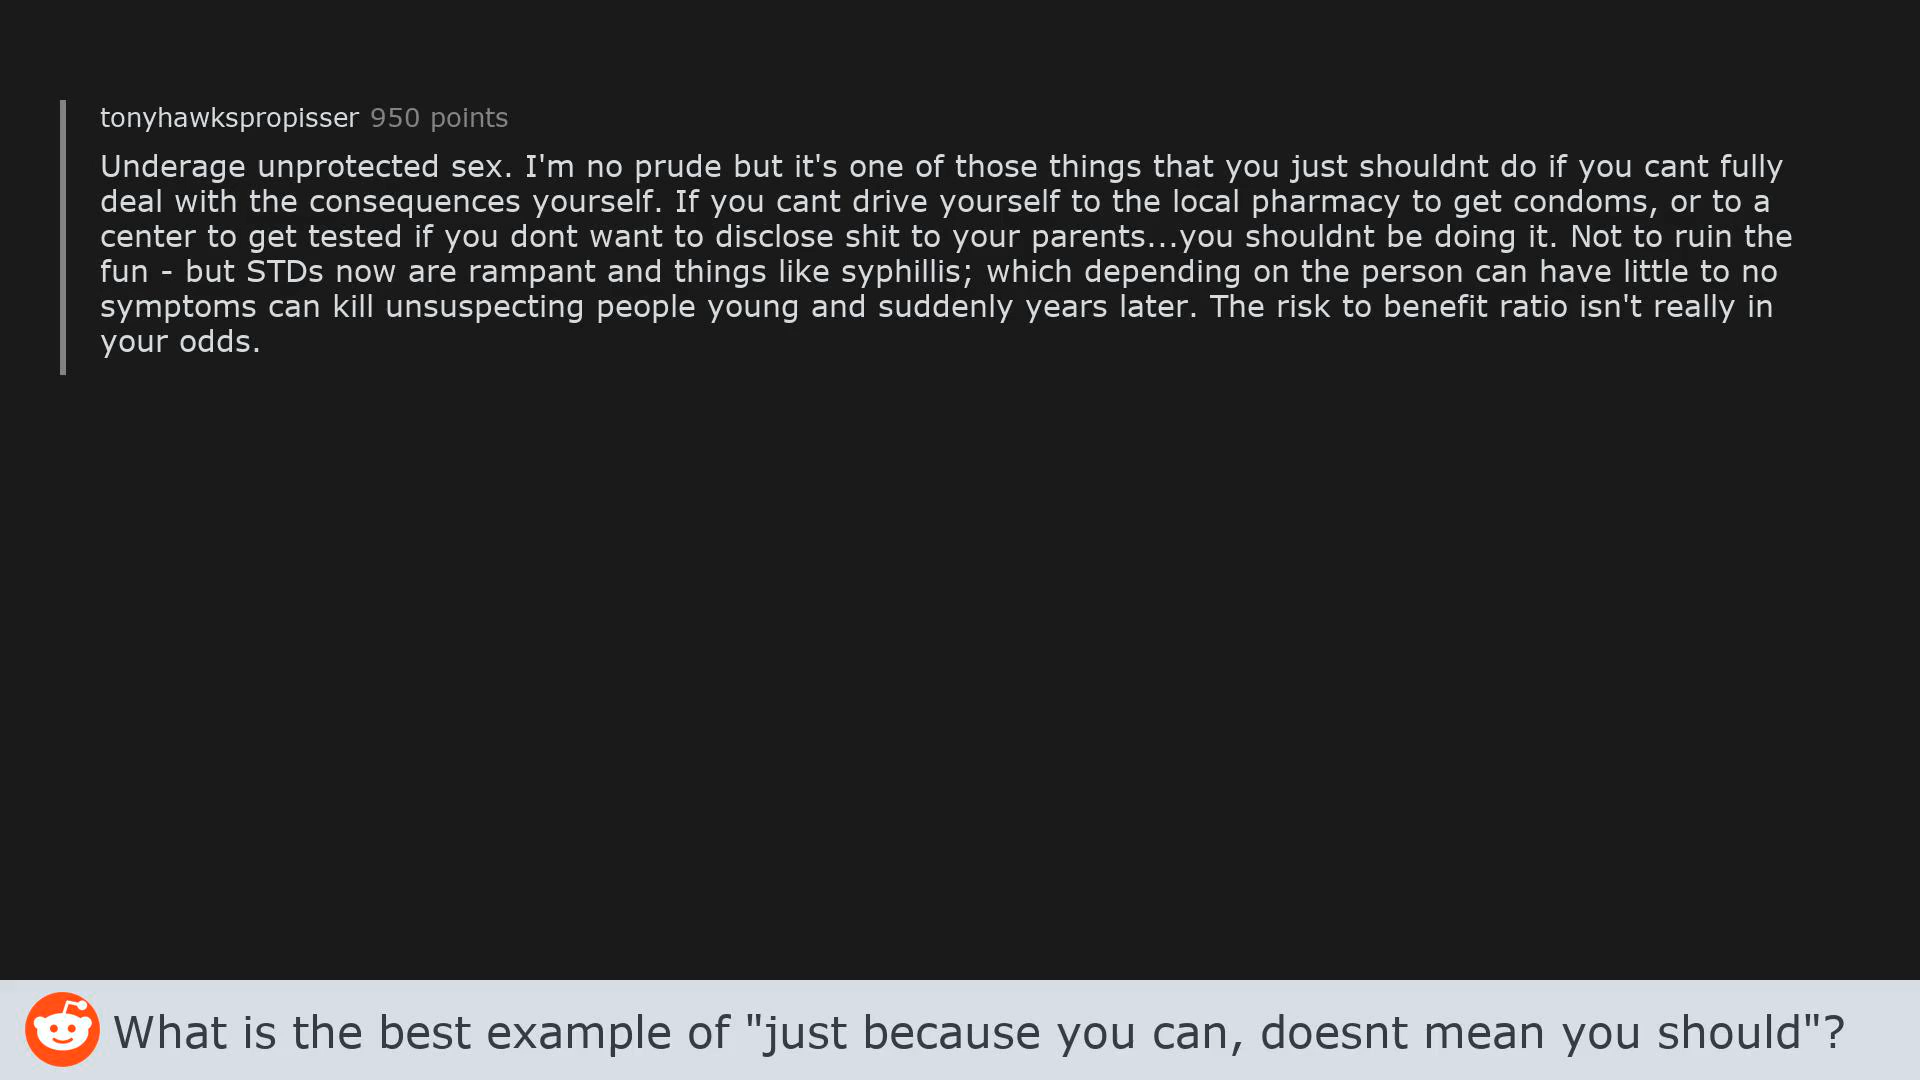 tonyhawkspropisser 950 points
Underage unprotected sex. I'm no prude but it's one of those things that you just shouldnt do if you cant fully
deal with the consequences yourself. If you cant drive yourself to the local pharmacy to get condoms, or to a
center to get tested if you dont want to disclose shit to your parents...you shouldnt be doing it. Not to ruin the
fun - but STDs now are rampant and things like syphillis; which depending on the person can have little to no
symptoms can kill unsuspecting people young and suddenly years later. The risk to benefit ratio isn't really in
your odds.
What is the best example of "just because you can, doesnt mean you should"?